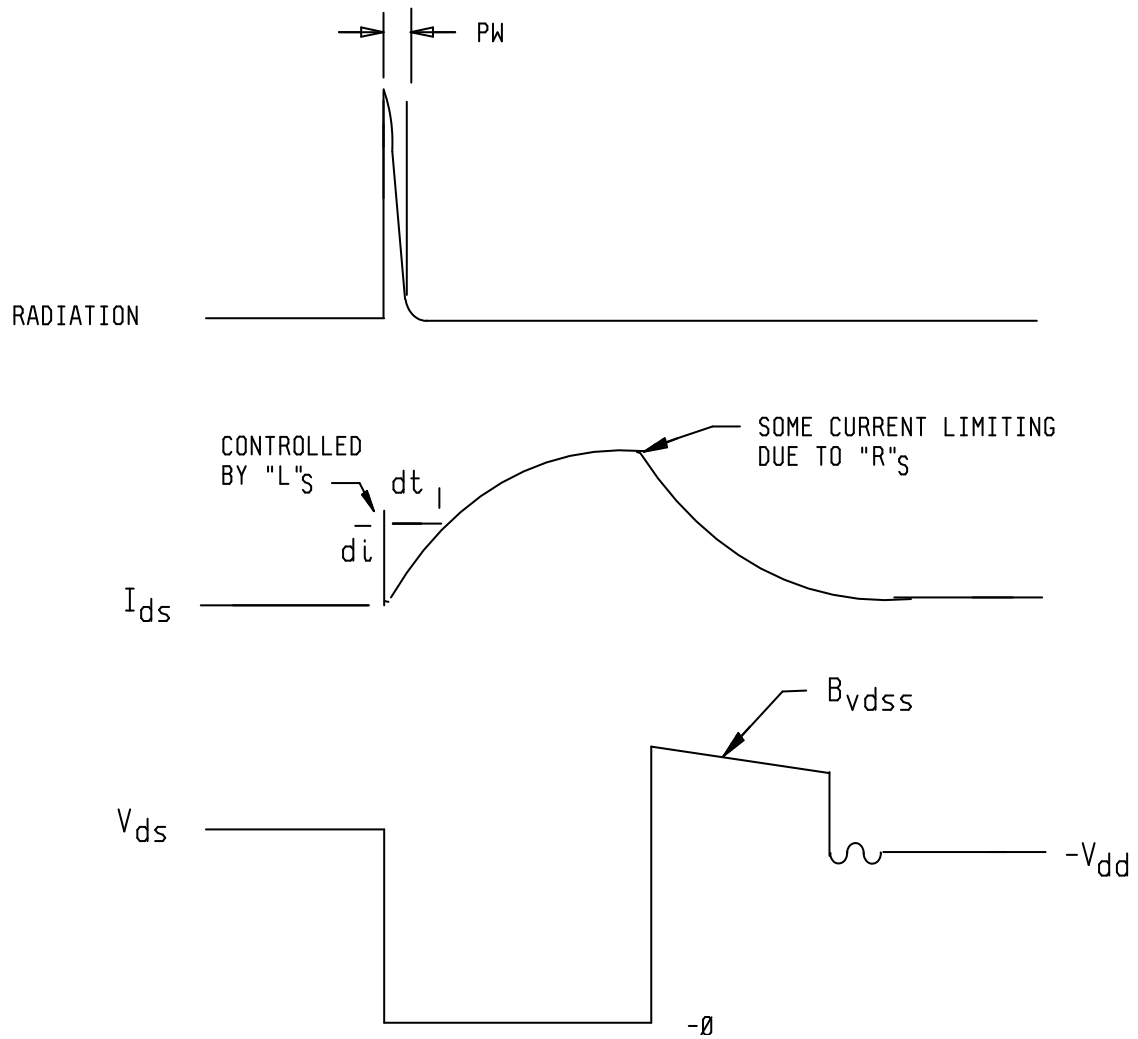 PW
RADIATION
SOME CURRENT LIMITING
DUE TO "R"S
CONTROLLED
BY "L"S
dt
di
Ids
Bvdss
Vds
-Vdd
-Ø